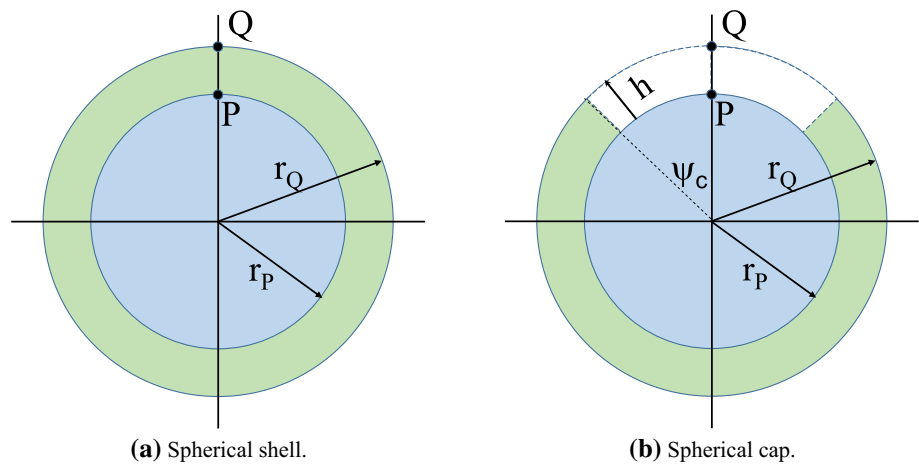 Q
P
r_Q
r_P
(a) Spherical shell.
Q
h
P
ψ_c
r_Q
r_P
(b) Spherical cap.